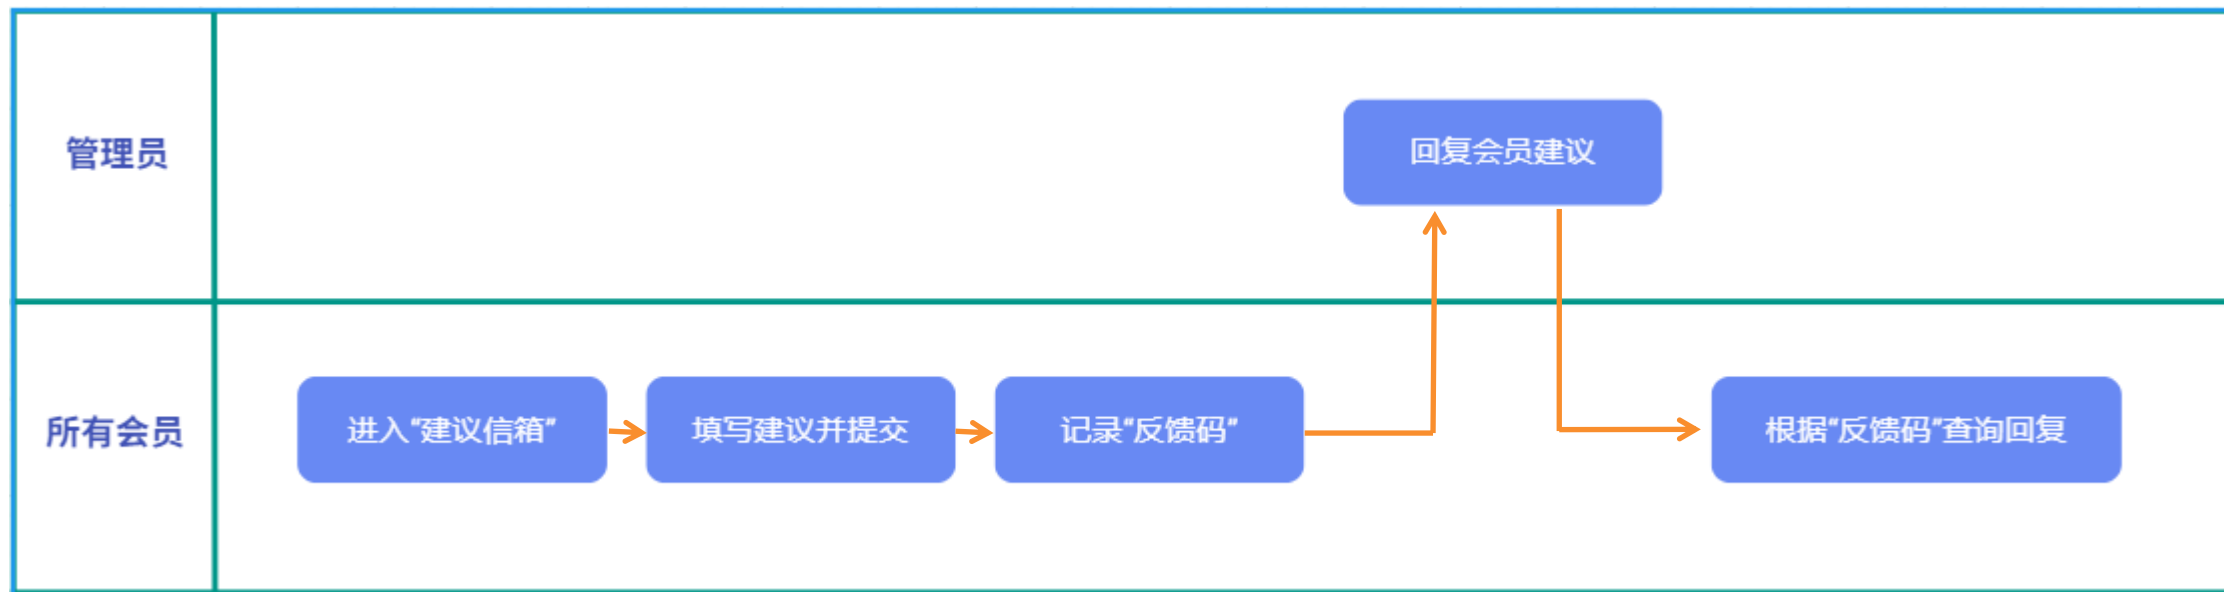 管理员
回复会员建议
所有会员
进入“建议信箱”
填写建议并提交
记录“反馈码”
根据“反馈码”查询回复